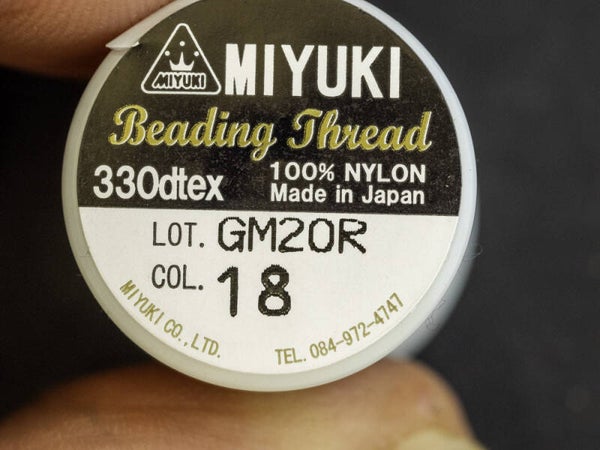 MIYUKI
MIYUKI
Beading Thread
330dtex
100% NYLON
Made in Japan
LOT. GM20R
COL. 18
MIYUKI CO., LTD.
TEL. 084-972-4747